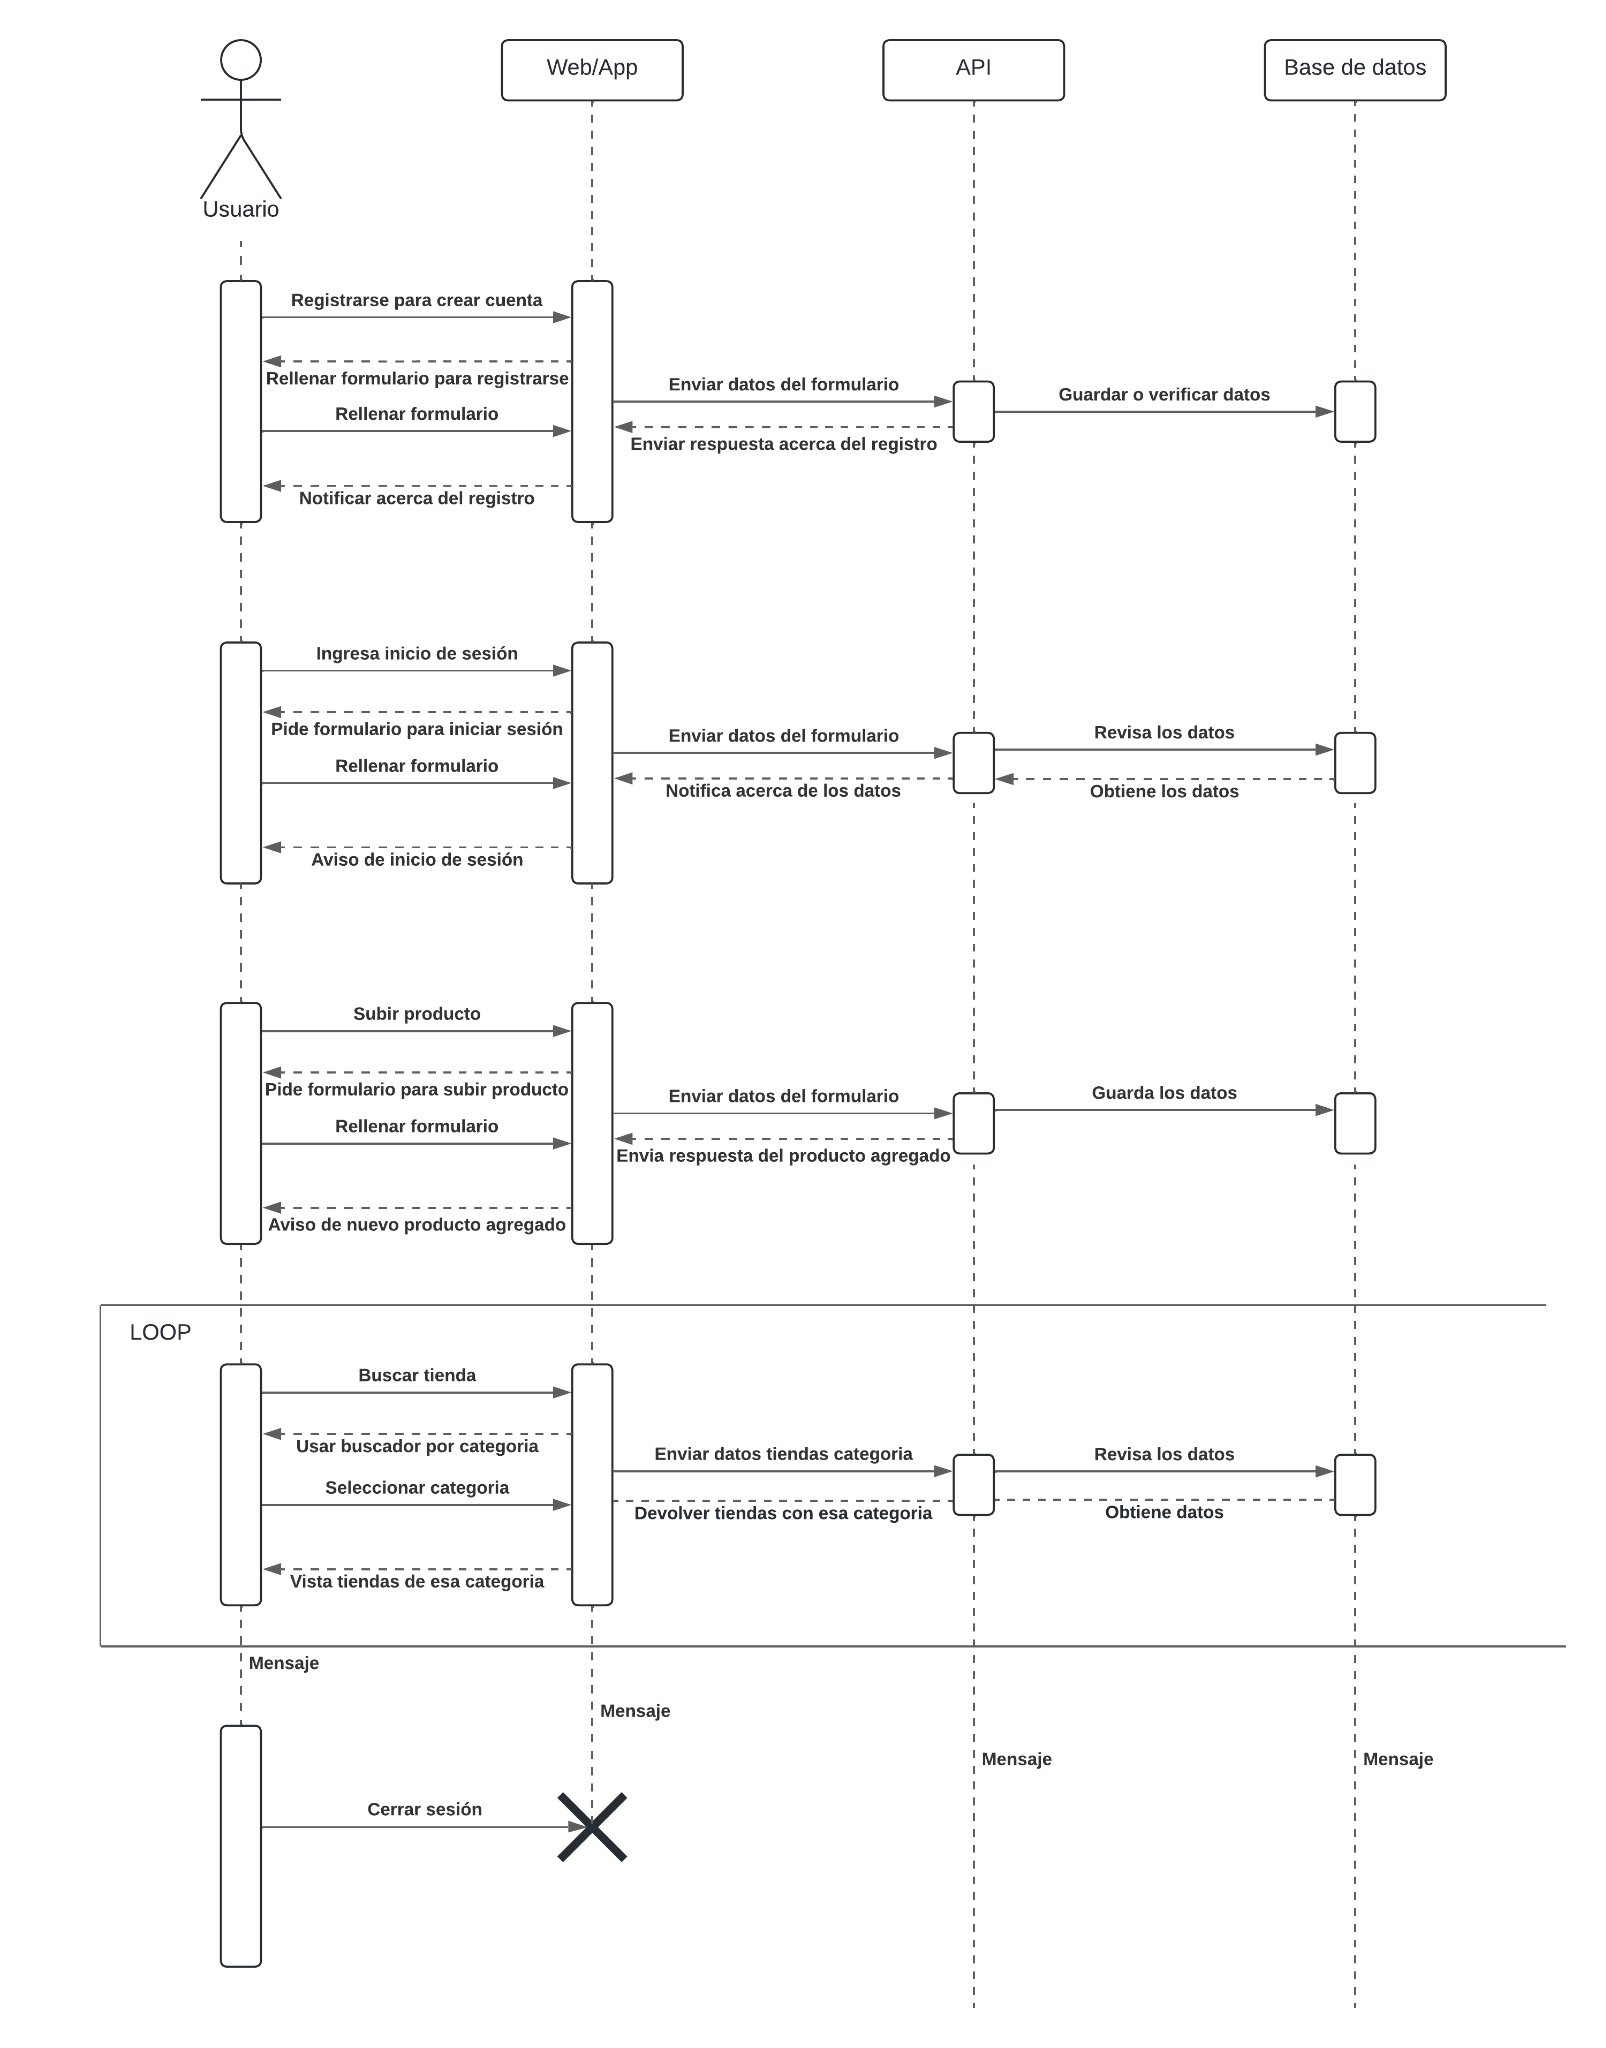 Web/App
API
Base de datos
Usuario
Registrarse para crear cuenta
Rellenar formulario para registrarse
Enviar datos del formulario
Guardar o verificar datos
Rellenar formulario
Enviar respuesta acerca del registro
Notificar acerca del registro
Ingresa inicio de sesión
Pide formulario para iniciar sesión
Enviar datos del formulario
Revisa los datos
Rellenar formulario
Notifica acerca de los datos
Obtiene los datos
Aviso de inicio de sesión
Subir producto
Pide formulario para subir producto
Enviar datos del formulario
Guarda los datos
Rellenar formulario
Envia respuesta del producto agregado
Aviso de nuevo producto agregado
LOOP
Buscar tienda
Usar buscador por categoria
Enviar datos tiendas categoria
Revisa los datos
Seleccionar categoria
Devolver tiendas con esa categoria
Obtiene datos
Vista tiendas de esa categoria
Mensaje
Mensaje
Mensaje
Mensaje
Cerrar sesión